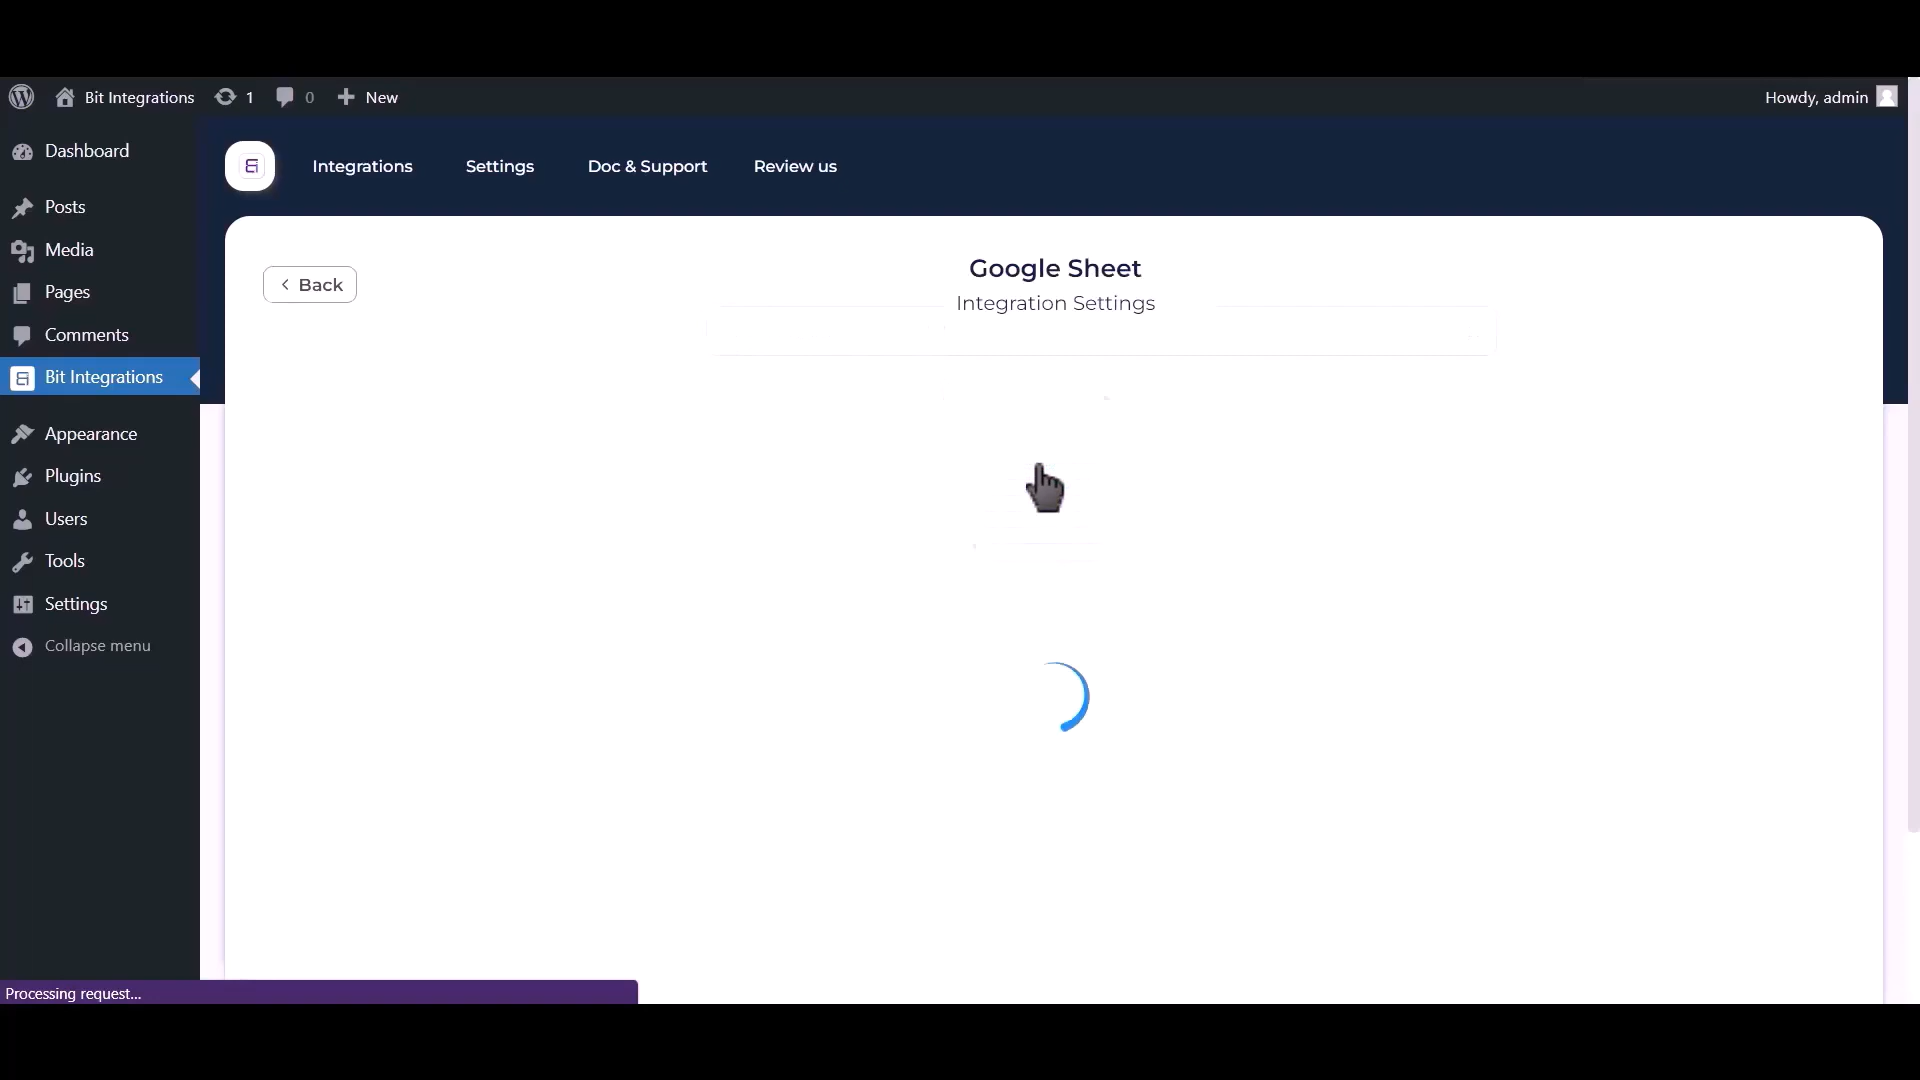 Bit Integrations 1 0 New Howdy, admin
Integrations Settings Doc & Support Review us
Dashboard
Posts
Media
Pages
Comments
Bit Integrations
Appearance
Plugins
Users
Tools
Settings
Collapse menu
Back
Google Sheet
Integration Settings
Processing request...